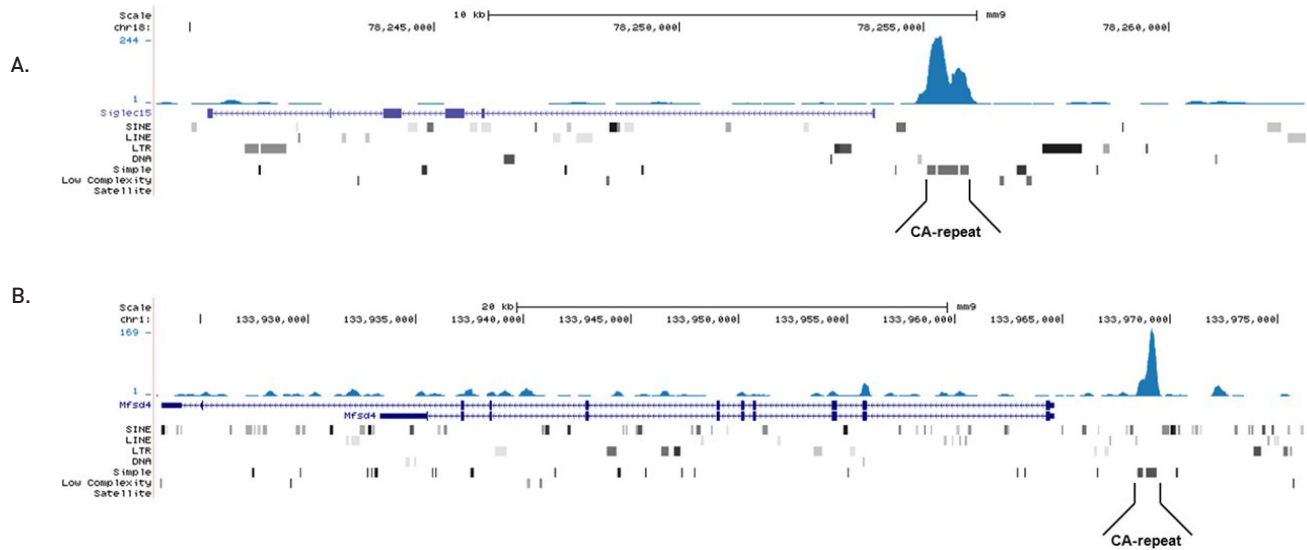 A.
Scale 10 kb mm9
chr18: 78,245,000 78,250,000 78,255,000 78,260,000
244
1
Siglec15
SINE
LINE
LTR
DNA
Simple
Low Complexity
Satellite
CA-repeat
B.
Scale 20 kb mm9
chr1: 133,930,000 133,935,000 133,940,000 133,945,000 133,950,000 133,955,000 133,960,000 133,965,000 133,970,000 133,975,000
169
1
Mfsd4
Mfsd4
SINE
LINE
LTR
DNA
Simple
Low Complexity
Satellite
CA-repeat